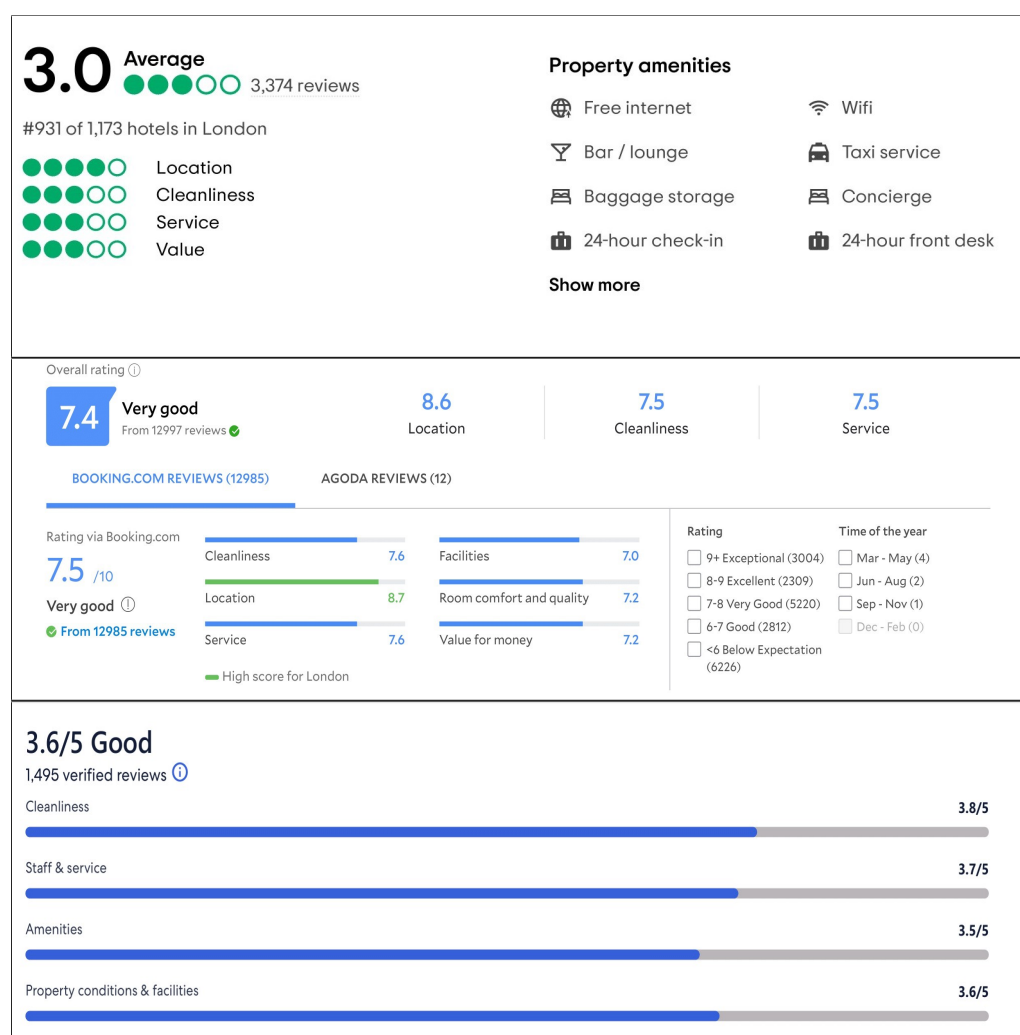 3.0 Average
3,374 reviews
#931 of 1,173 hotels in London
Location
Cleanliness
Service
Value
Property amenities
Free internet
Wifi
Bar / lounge
Taxi service
Baggage storage
Concierge
24-hour check-in
24-hour front desk
Show more
Overall rating
7.4
Very good
From 12997 reviews
8.6
Location
7.5
Cleanliness
7.5
Service
BOOKING.COM REVIEWS (12985)
AGODA REVIEWS (12)
Rating via Booking.com
7.5 /10
Very good
From 12985 reviews
Cleanliness 7.6
Location 8.7
Service 7.6
High score for London
Facilities 7.0
Room comfort and quality 7.2
Value for money 7.2
Rating
9+ Exceptional (3004)
8-9 Excellent (2309)
7-8 Very Good (5220)
6-7 Good (2812)
<6 Below Expectation
(6226)
Time of the year
Mar - May (4)
Jun - Aug (2)
Sep - Nov (1)
Dec - Feb (0)
3.6/5 Good
1,495 verified reviews
Cleanliness 3.8/5
Staff & service 3.7/5
Amenities 3.5/5
Property conditions & facilities 3.6/5